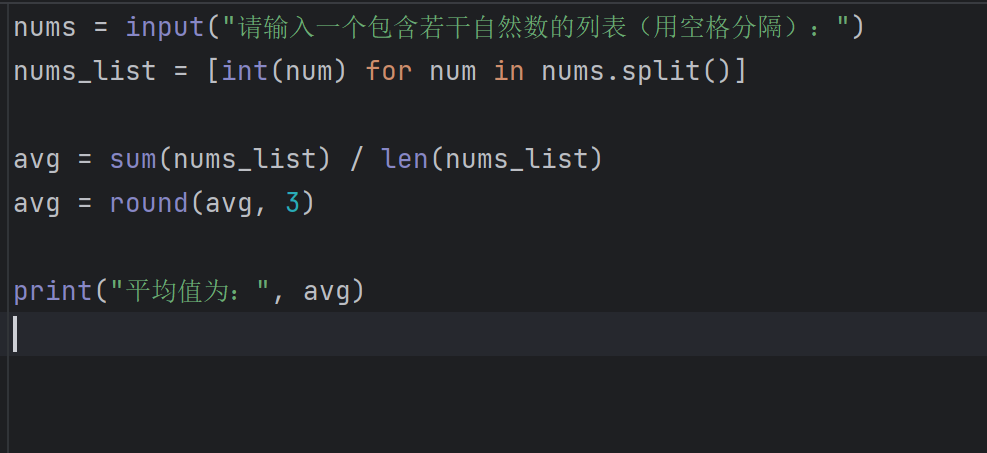 nums = input("请输入一个包含若干自然数的列表（用空格分隔）：")
nums_list = [int(num) for num in nums.split()]
avg = sum(nums_list) / len(nums_list)
avg = round(avg, 3)
print("平均值为：", avg)